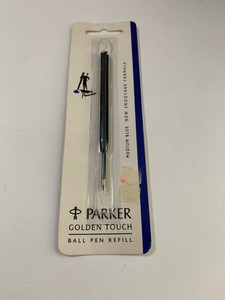 MEDIUM BLUE NEW SMOOTHER FORMULA
PARKER
GOLDEN TOUCH
BALL PEN REFILL